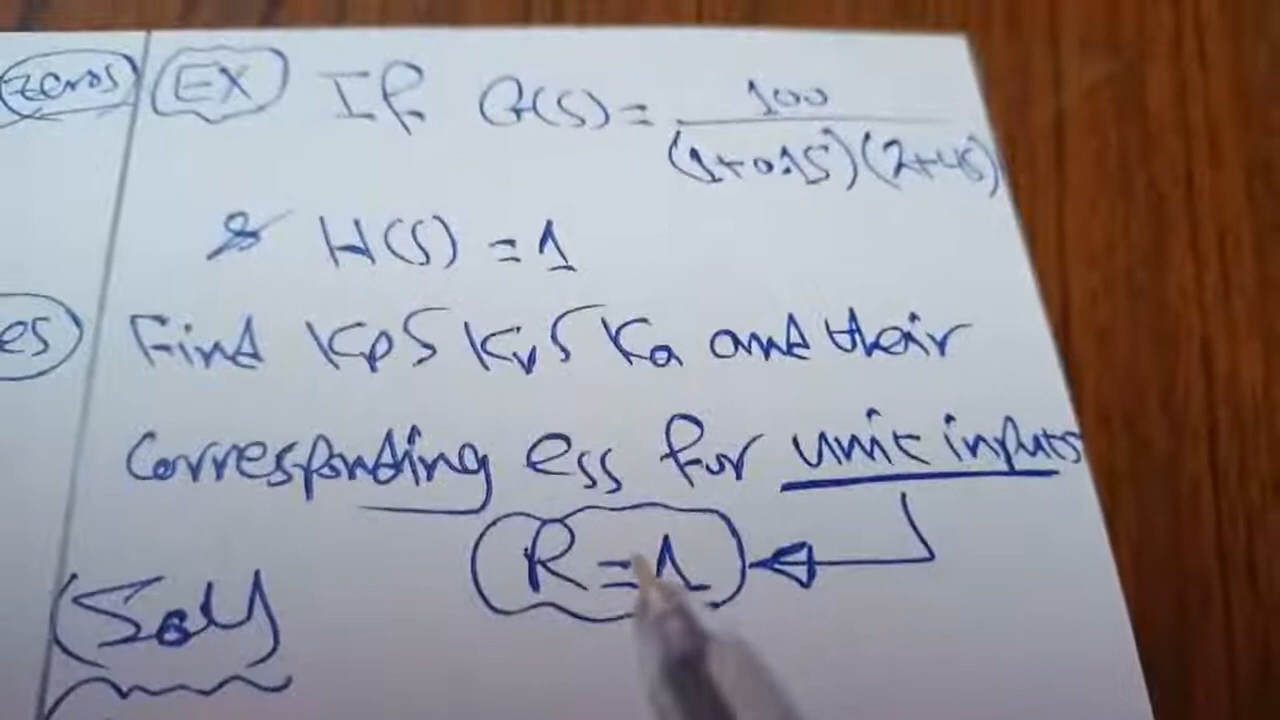 zeros
EX If G(S) = 100
(1+0.1S)(2+4S)
& H(S) = 1
es
Find Kp, Kv, Ka and their
Corresponding ess for unit inputs
R=1
(Sol)